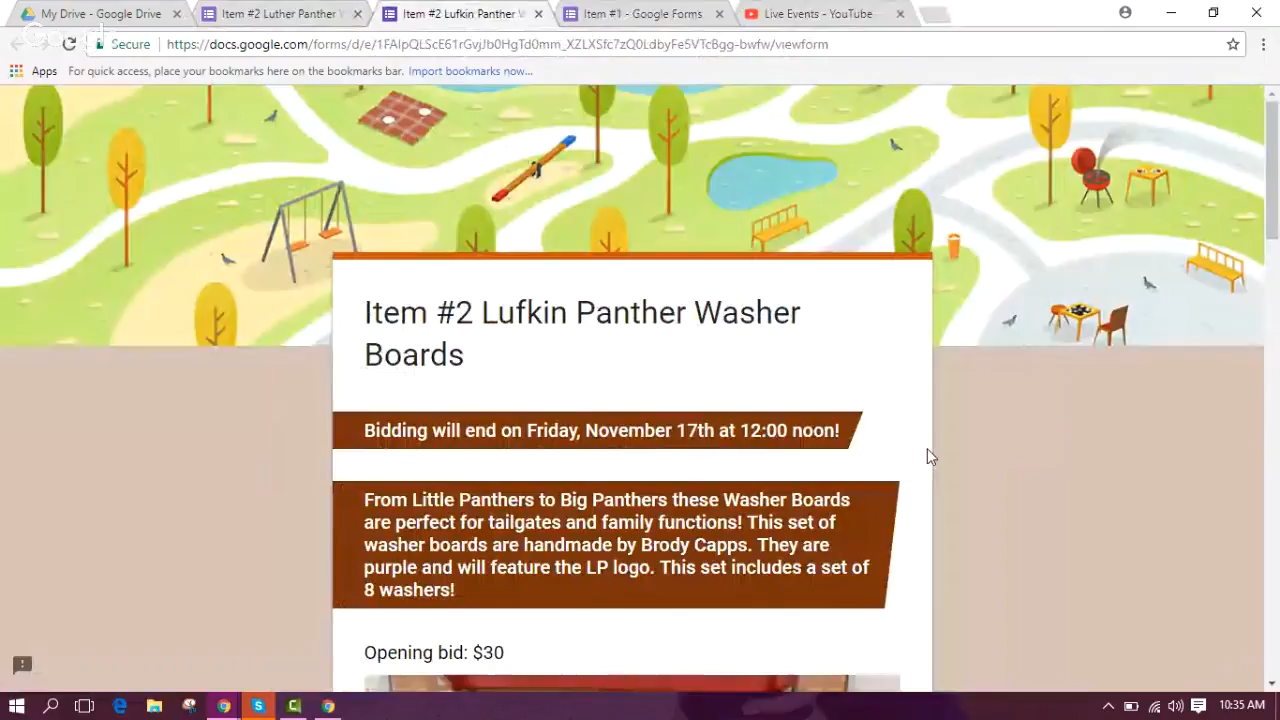 My Drive - Google Drive
Item #2 Luther Panther W
Item #2 Lufkin Panther W
Item #1 - Google Forms
Live Events - YouTube
Secure
https://docs.google.com/forms/d/e/1FAIpQLScE61rGvjJb0HgTd0mm_XZLXSfc7zQ0LdbyFe5VTcBgg-bwfw/viewform
Apps
For quick access, place your bookmarks here on the bookmarks bar. Import bookmarks now...
Item #2 Lufkin Panther Washer
Boards
Bidding will end on Friday, November 17th at 12:00 noon!
From Little Panthers to Big Panthers these Washer Boards
are perfect for tailgates and family functions! This set of
washer boards are handmade by Brody Capps. They are
purple and will feature the LP logo. This set includes a set of
8 washers!
Opening bid: $30
10:35 AM